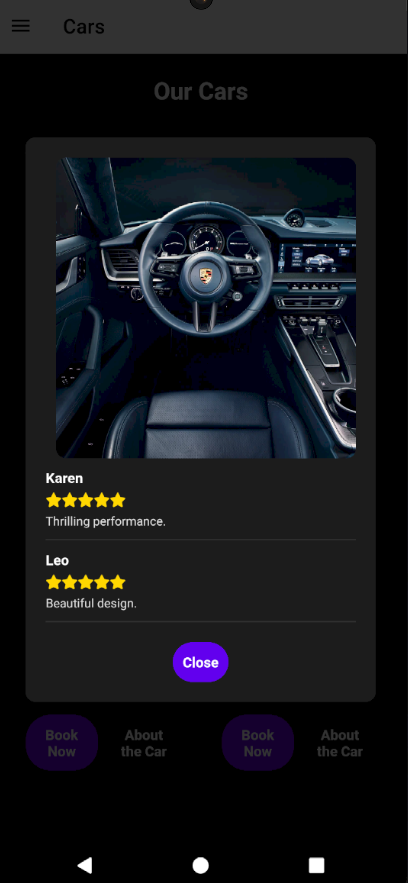 Cars
Our Cars
Karen
Thrilling performance.
Leo
Beautiful design.
Close
Book
Now
About
the Car
Book
Now
About
the Car